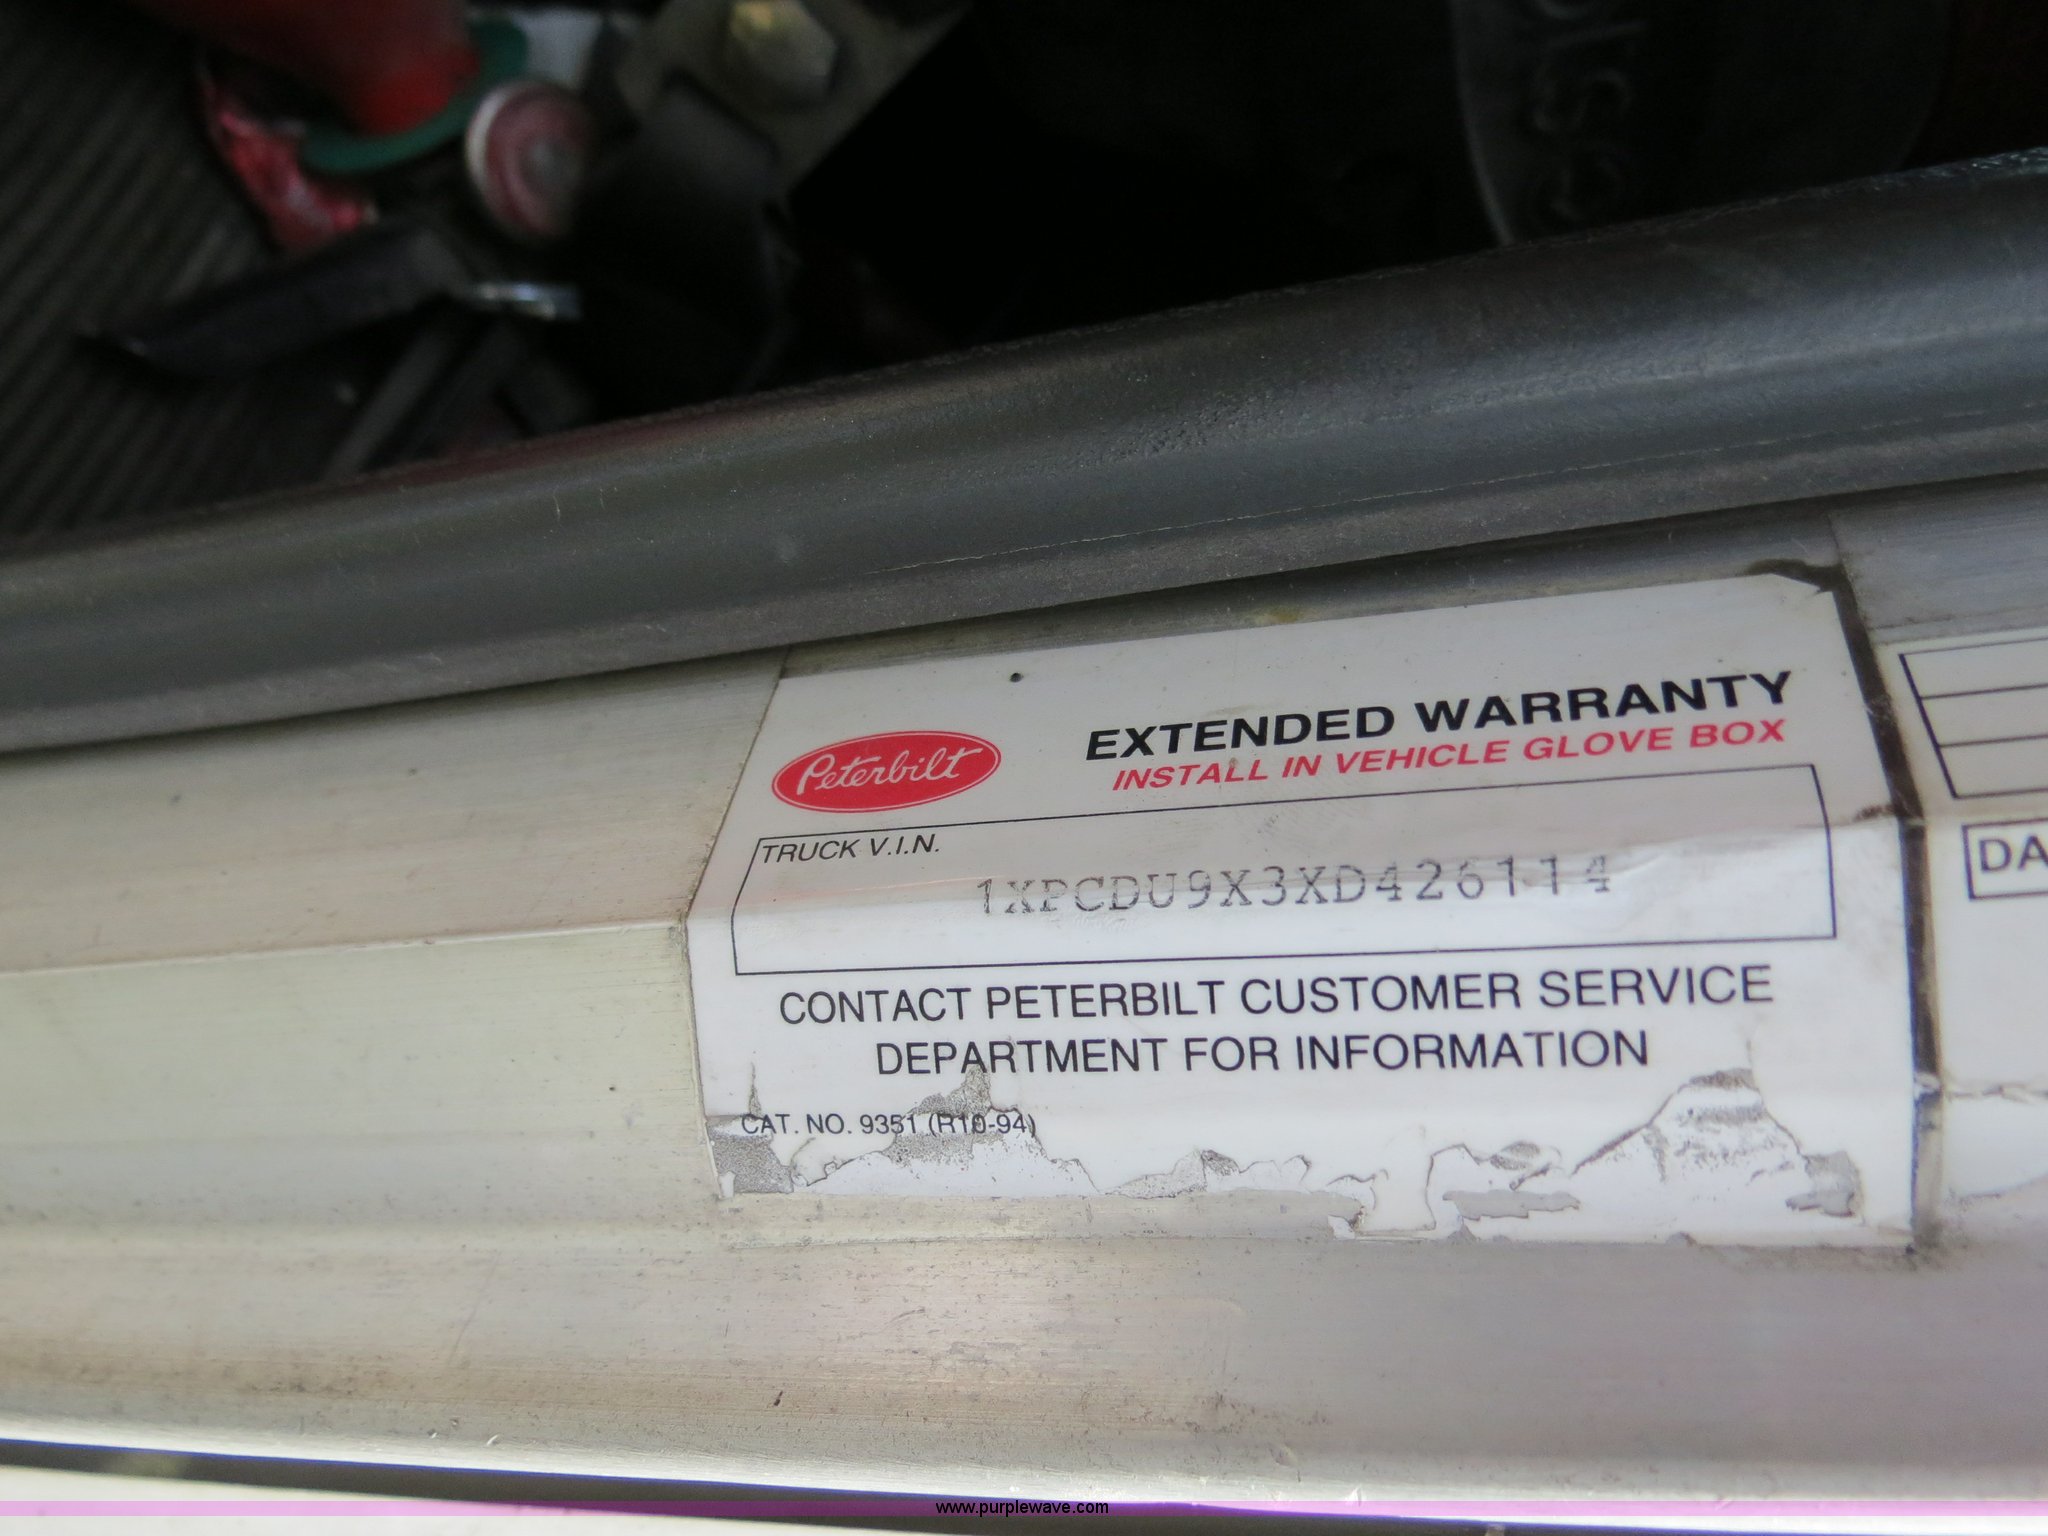 Peterbilt
EXTENDED WARRANTY
INSTALL IN VEHICLE GLOVE BOX
TRUCK V.I.N.
1XPCDU9X3XD426114
CONTACT PETERBILT CUSTOMER SERVICE
DEPARTMENT FOR INFORMATION
CAT. NO. 9351 (R10-94)
DA
www.purplewave.com